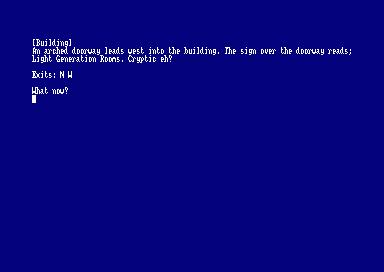 [Building]
An arched doorway leads west into the building. The sign over the doorway reads;
Light Generation Rooms. Cryptic eh?
Exits: N W
What now?